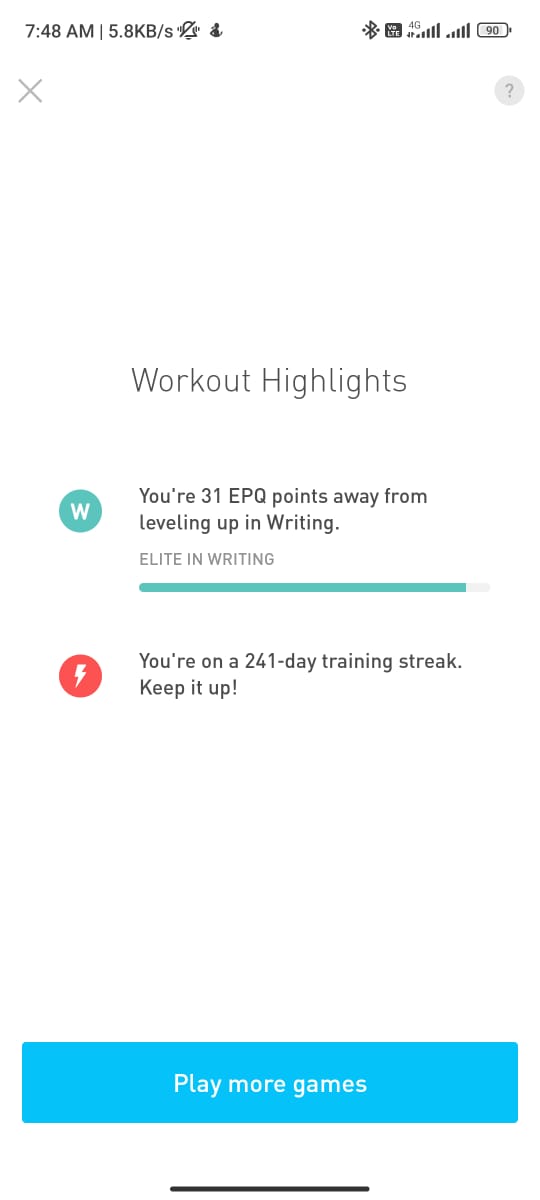 7:48 AM | 5.8KB/s
Vo
LTE
4G
90
?
Workout Highlights
W
You're 31 EPQ points away from
leveling up in Writing.
ELITE IN WRITING
You're on a 241-day training streak.
Keep it up!
Play more games